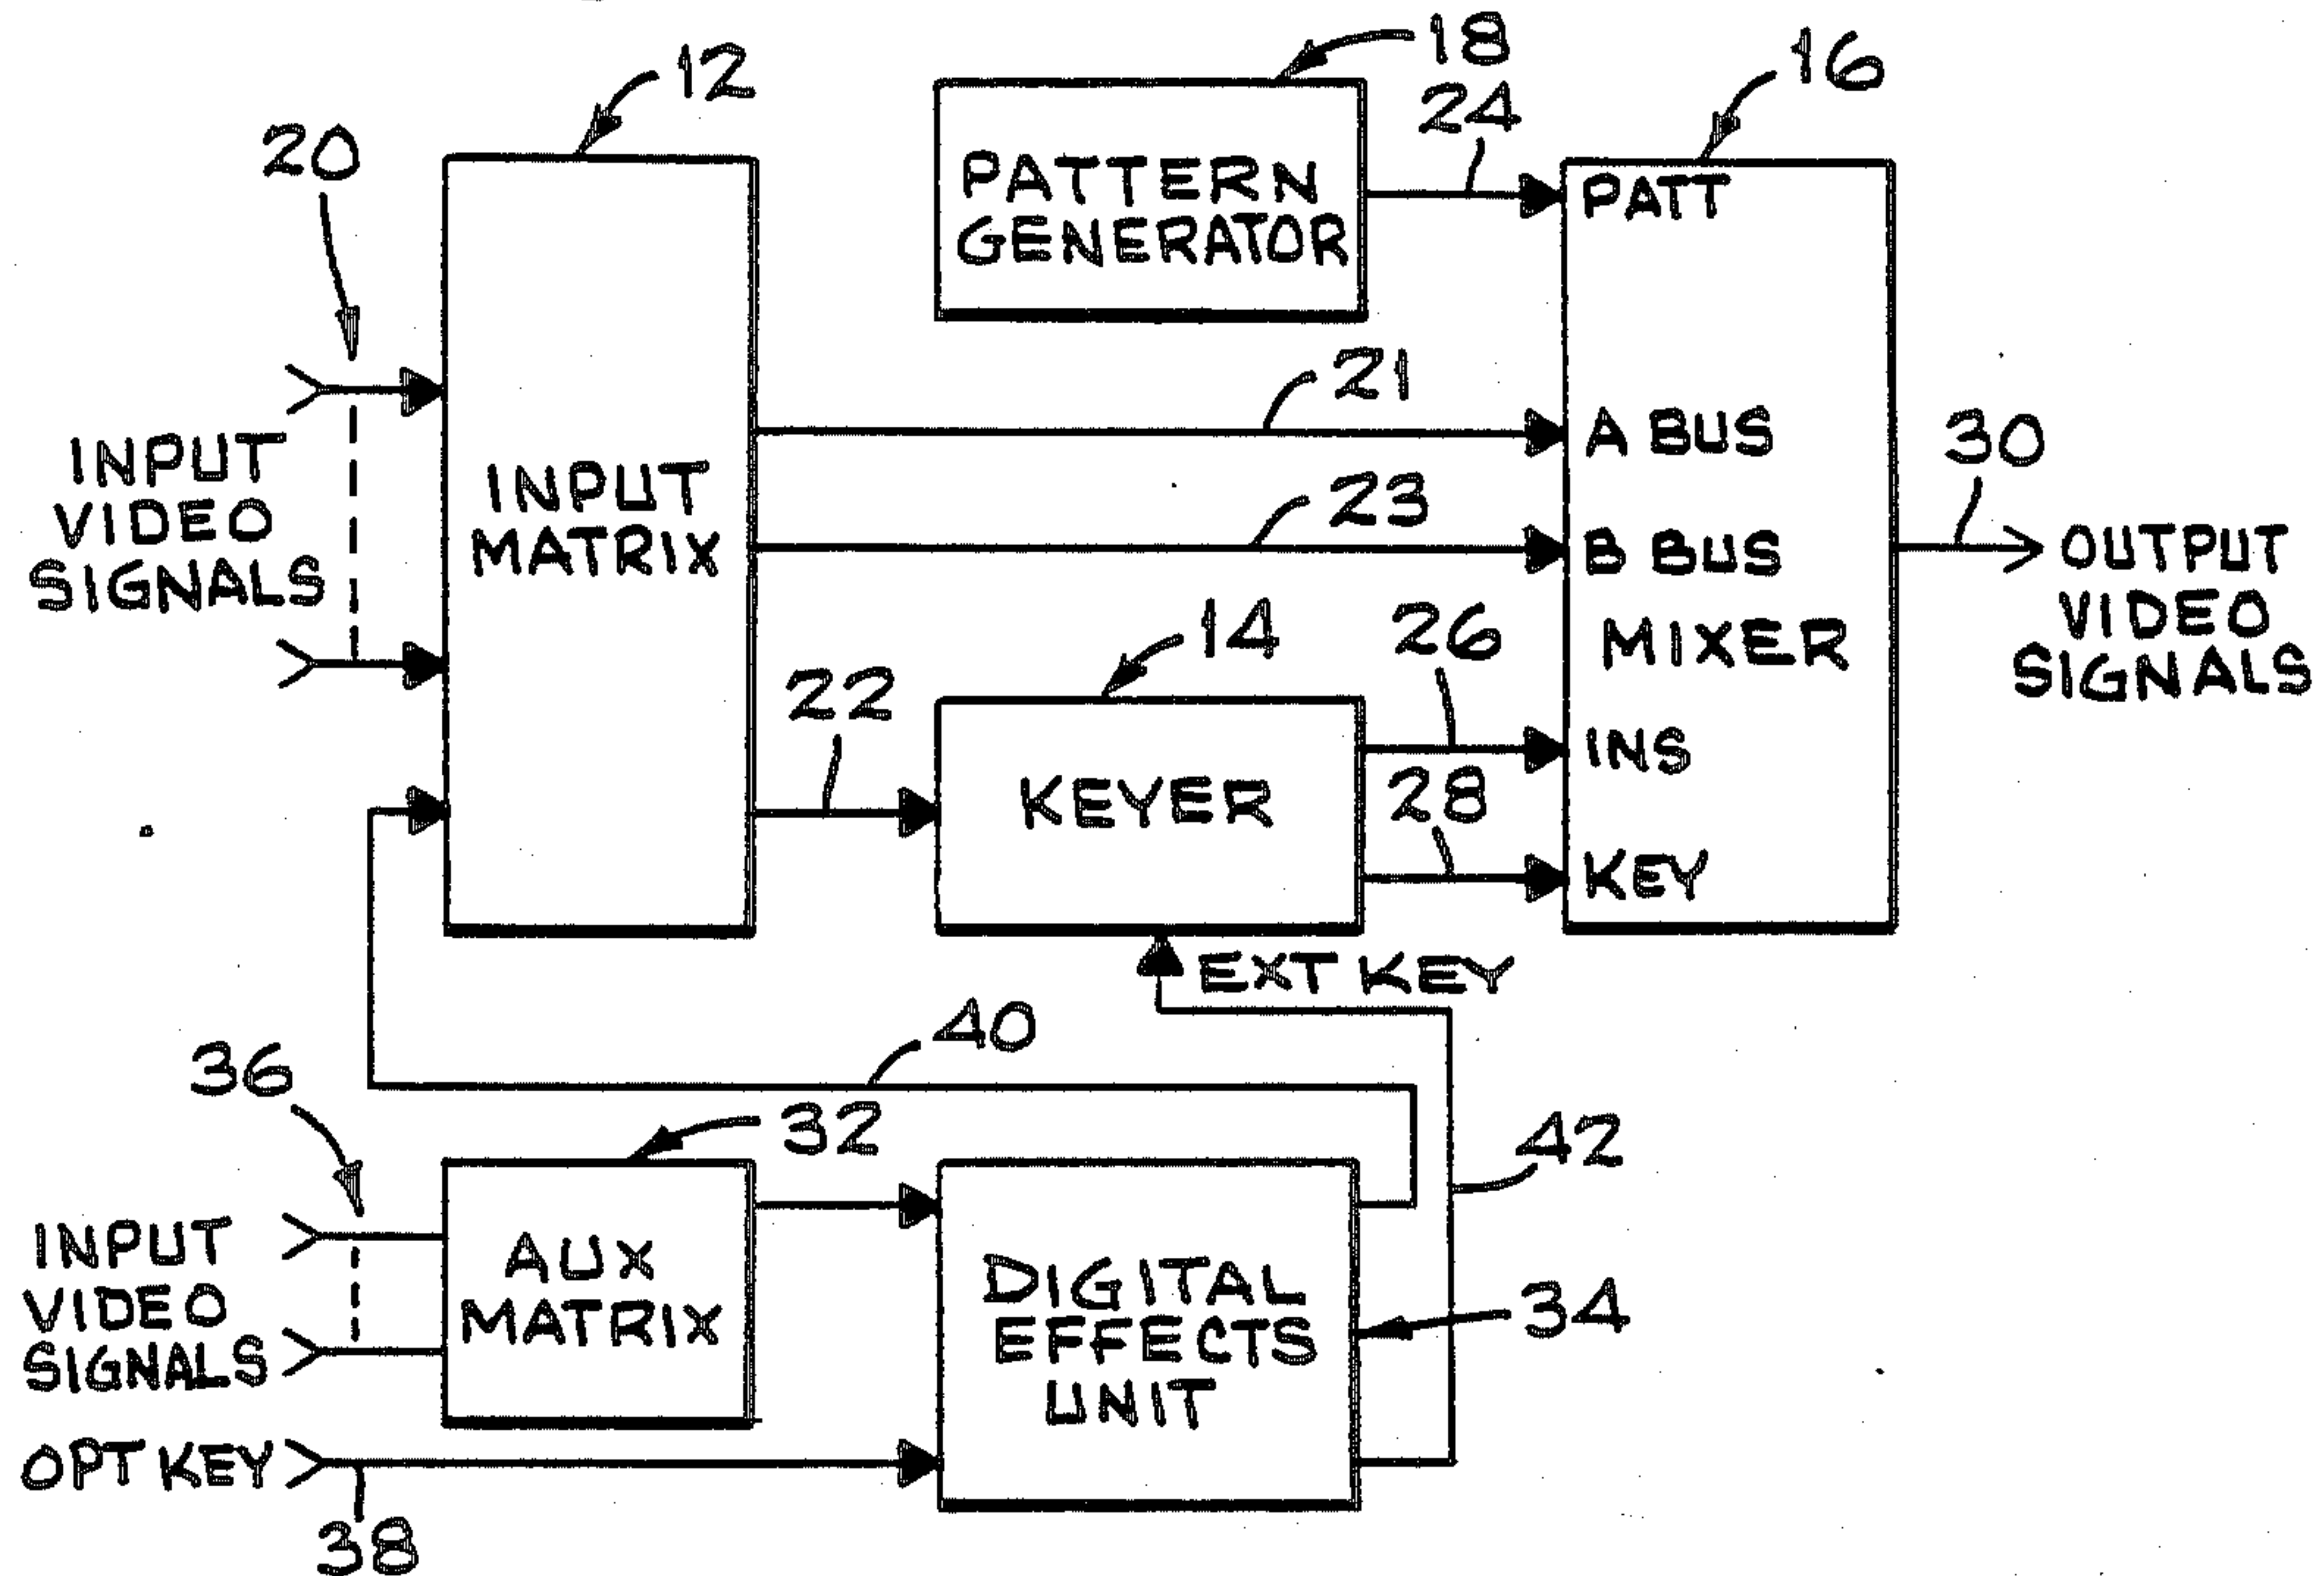 18
12
16
24
20
PATTERN
GENERATOR
PATT
21
A BUS
30
INPUT
VIDEO
SIGNALS
INPUT
MATRIX
23
B BUS
OUTPUT
VIDEO
SIGNALS
14
26
MIXER
22
INS
KEYER
28
KEY
EXT KEY
40
36
32
42
INPUT
VIDEO
SIGNALS
AUX
MATRIX
DIGITAL
EFFECTS
UNIT
34
OPT KEY
38